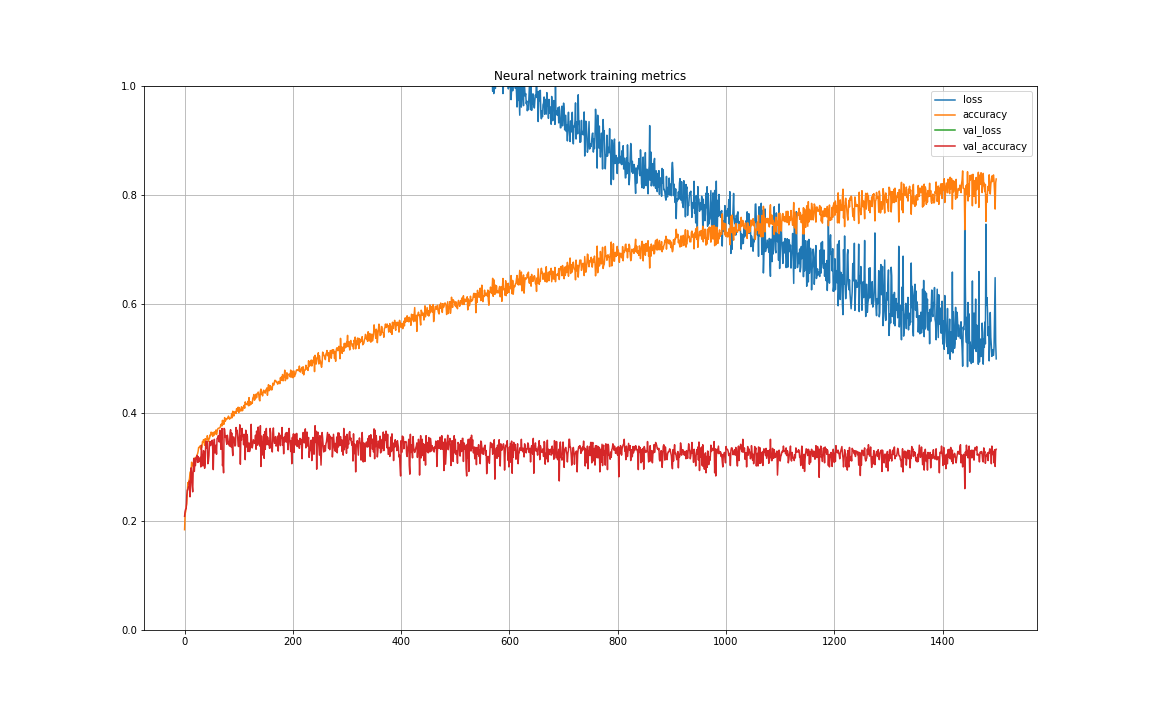 Neural network training metrics
1.0
0.8
0.6
0.4
0.2
0.0
loss
accuracy
val_loss
val_accuracy
0 200 400 600 800 1000 1200 1400